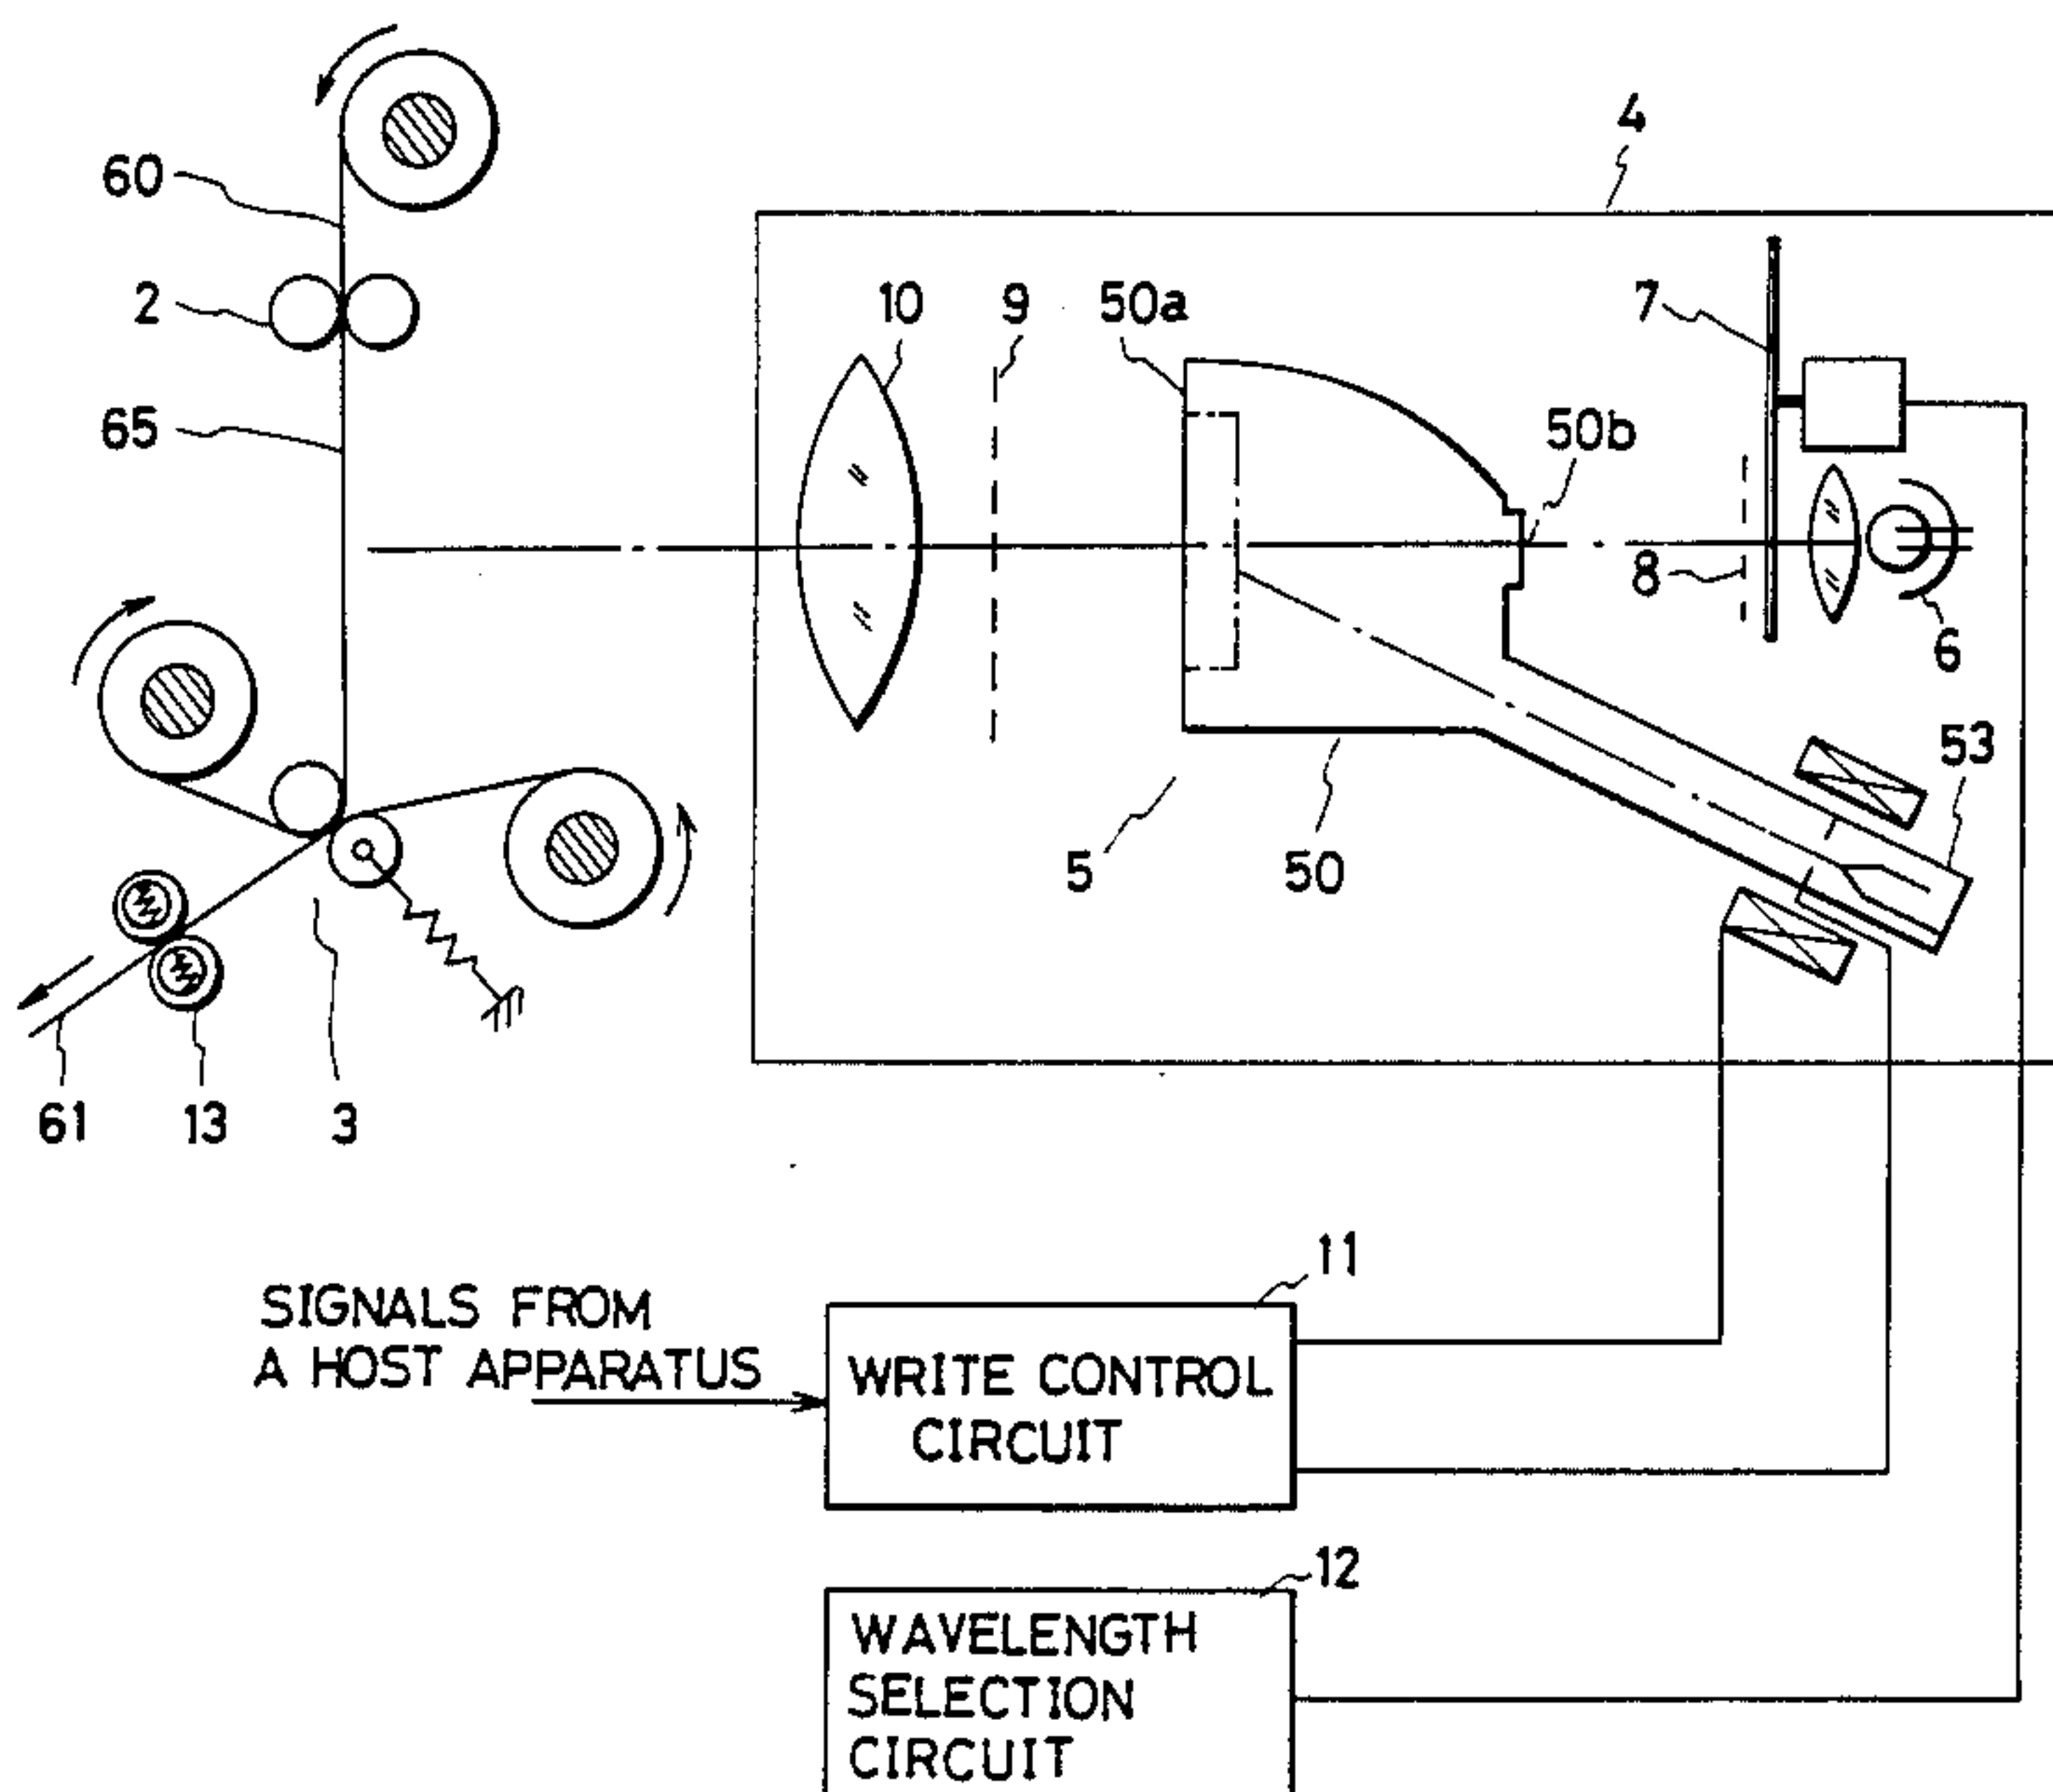 4
60
2
10
9
50a
7
65
50b
8
6
53
5
50
61
13
3
11
SIGNALS FROM
A HOST APPARATUS
WRITE CONTROL
CIRCUIT
12
WAVELENGTH
SELECTION
CIRCUIT